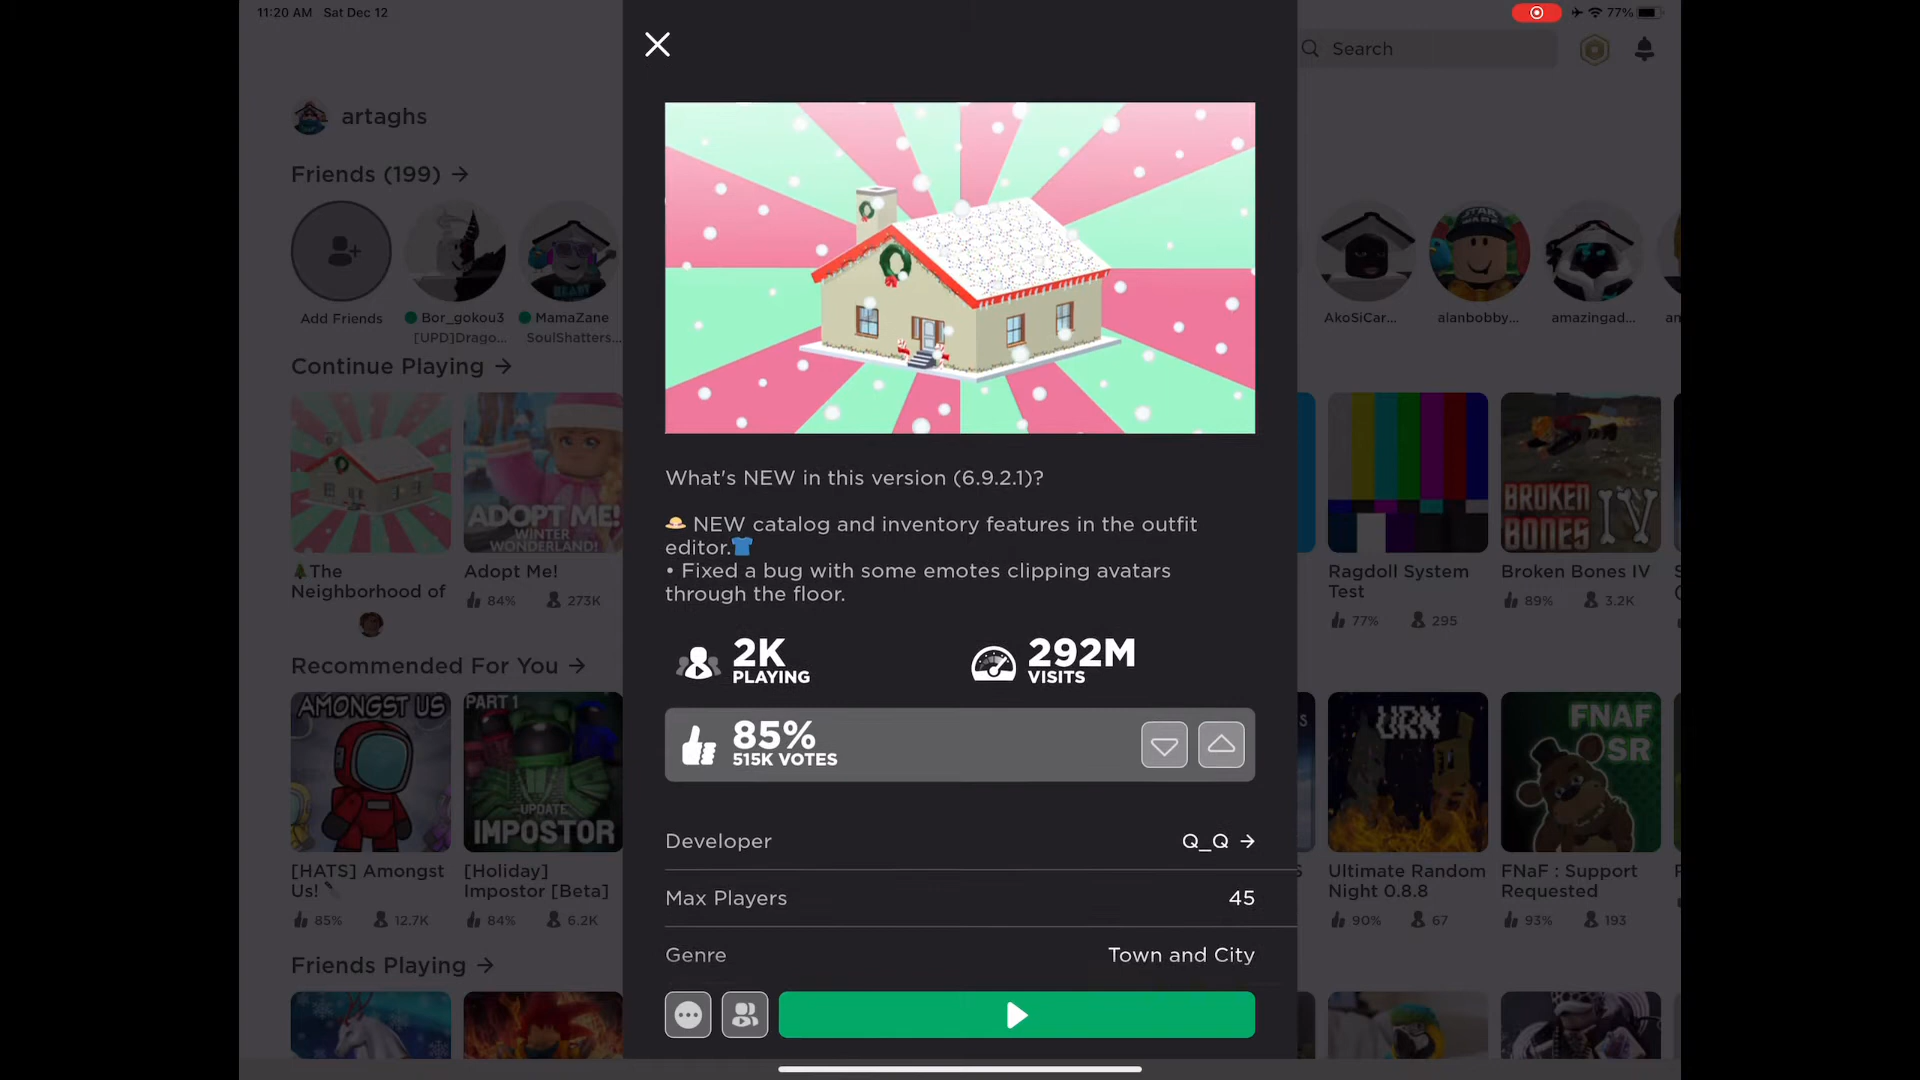 11:20 AM Sat Dec 12
77%
Search
artaghs
Friends (199)
Add Friends
Bor_gokou3
[UPD]Drago...
MamaZane
SoulShatters...
AkoSiCar...
alanbobby...
amazingad...
Continue Playing
ADOPT ME!
WINTER
WONDERLAND!
BROKEN
BONES IV
The
Neighborhood of
Adopt Me!
84% 273K
Ragdoll System
Test
77% 295
Broken Bones IV
89% 3.2K
What's NEW in this version (6.9.2.1)?
NEW catalog and inventory features in the outfit
editor.
• Fixed a bug with some emotes clipping avatars
through the floor.
2K
PLAYING
292M
VISITS
85%
515K VOTES
Developer Q_Q
Max Players 45
Genre Town and City
Recommended For You
AMONGST US
PART 1
UPDATE
IMPOSTOR
URN
FNAF
SR
[HATS] Amongst
Us!
85% 12.7K
[Holiday]
Impostor [Beta]
84% 6.2K
Ultimate Random
Night 0.8.8
90% 67
FNaF : Support
Requested
93% 193
Friends Playing